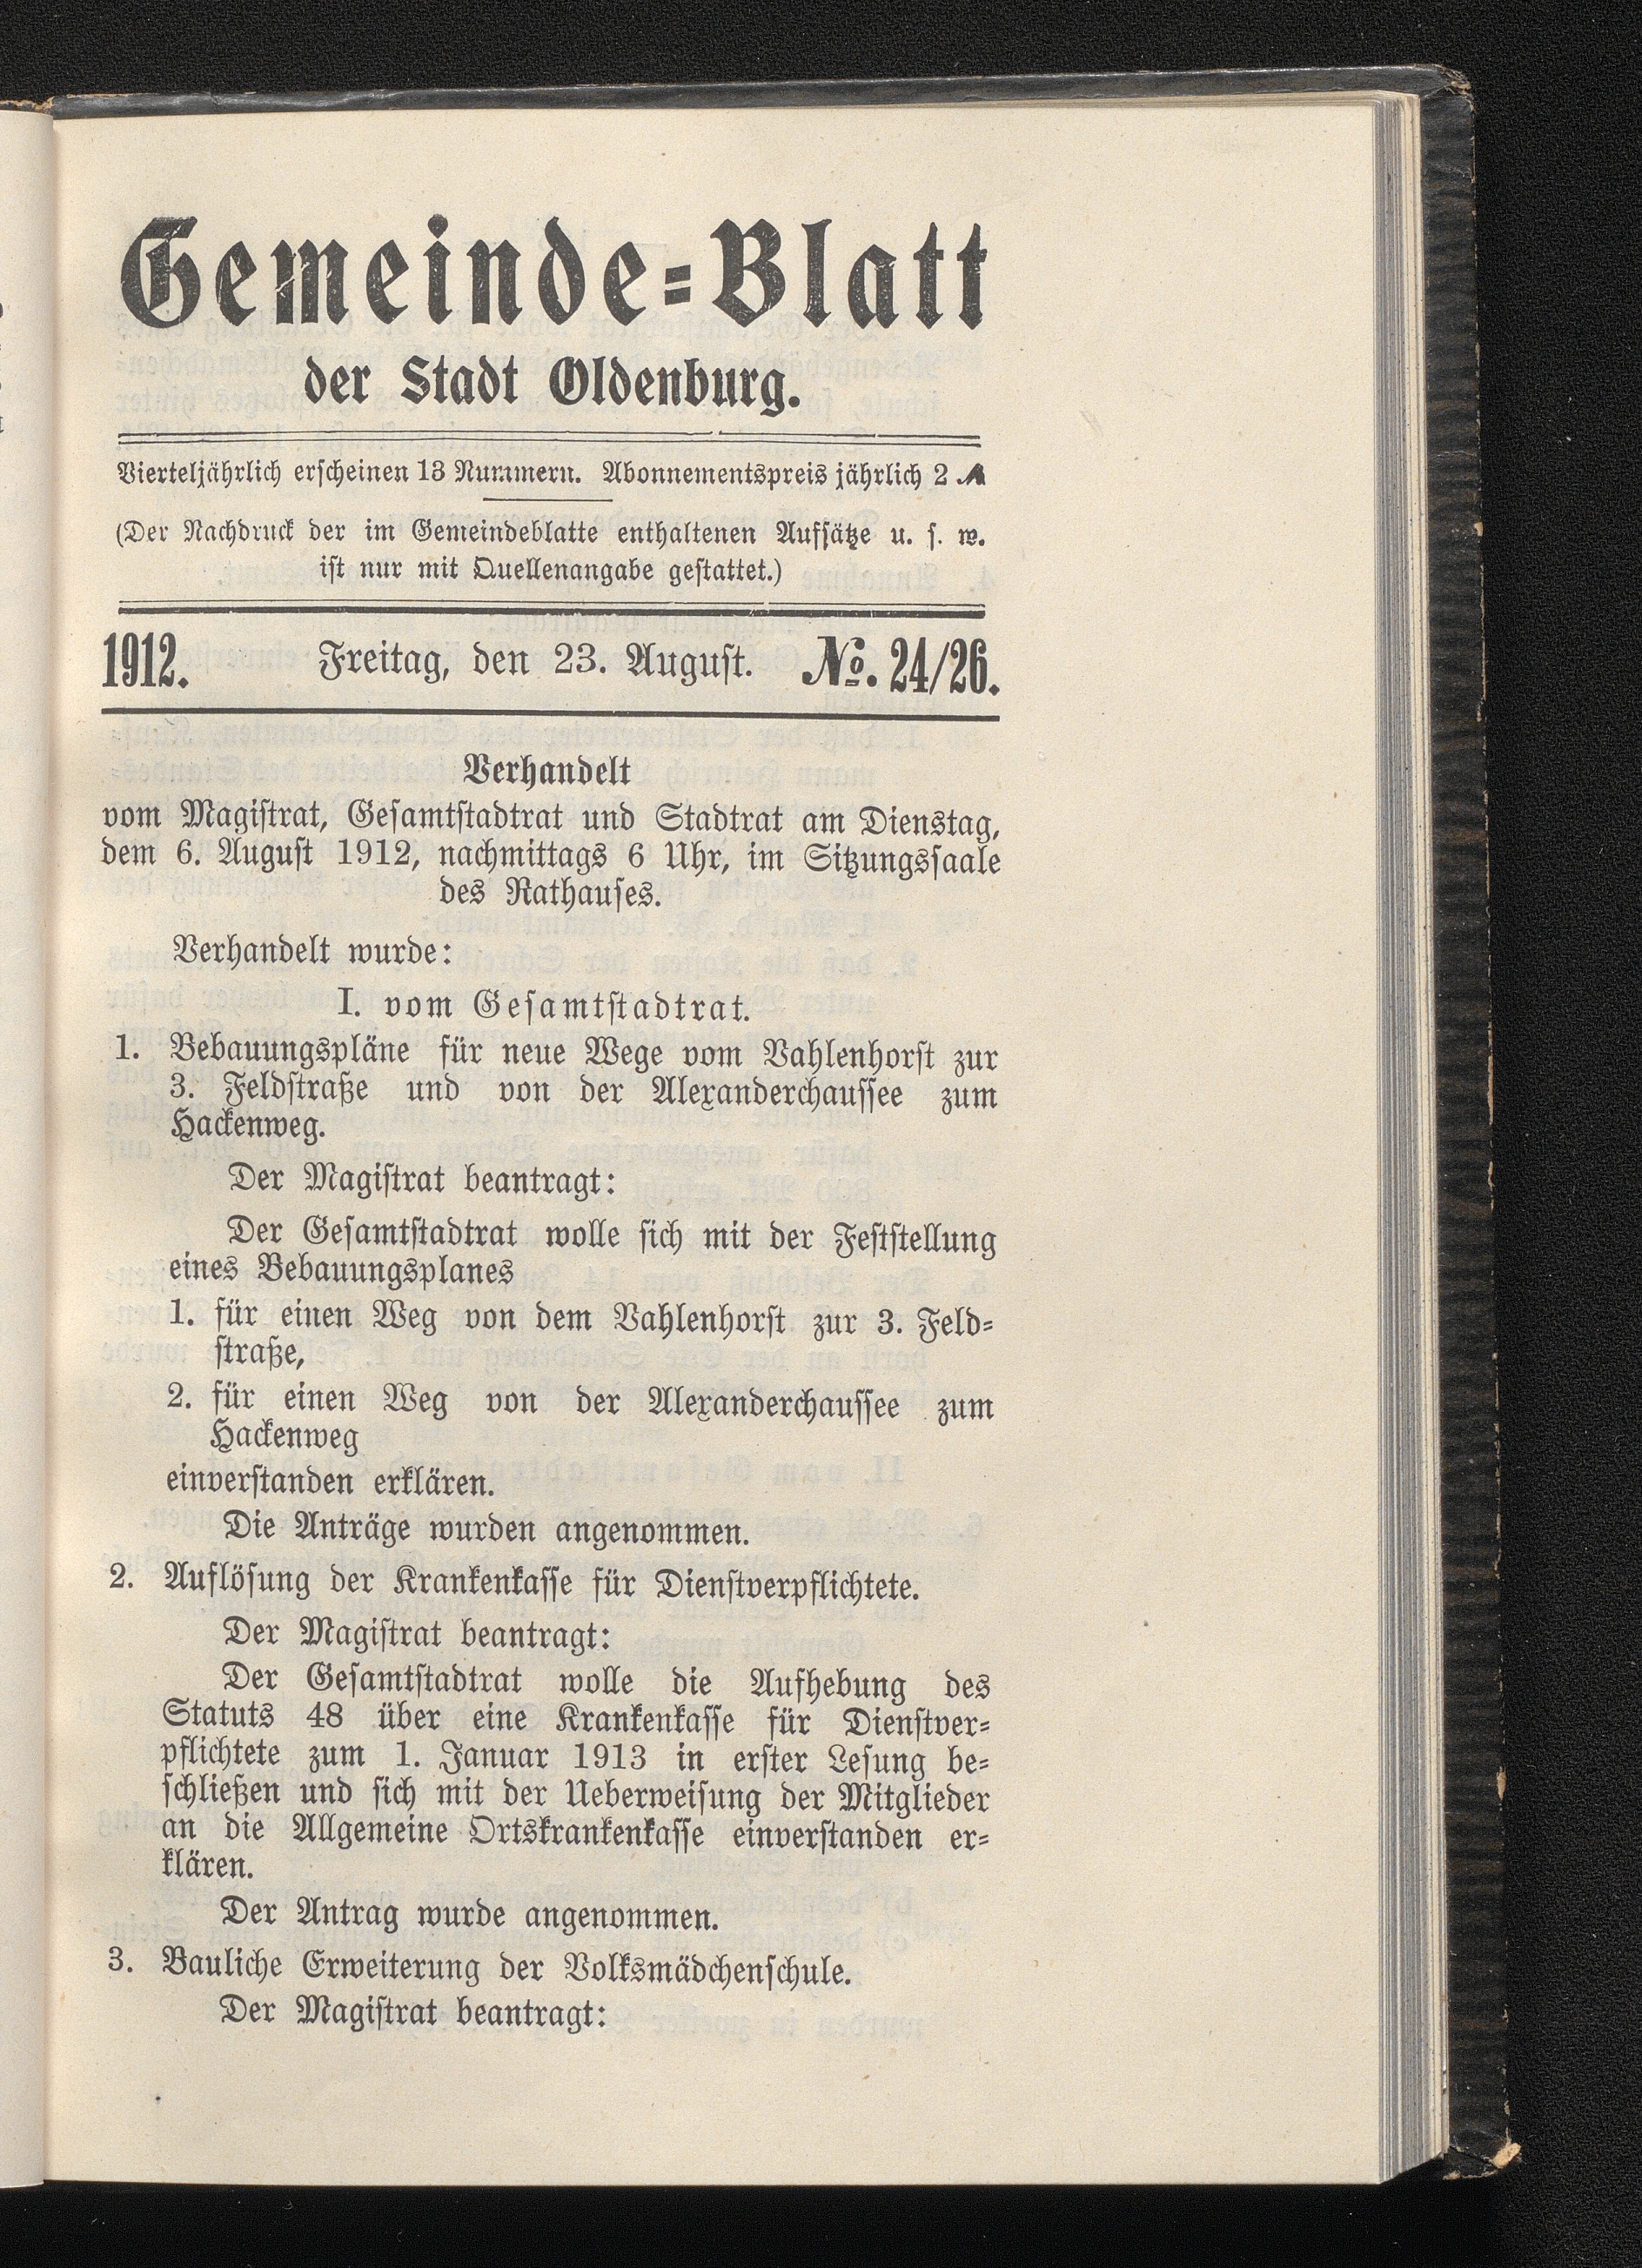 Gemeinde=Blatt
der Stadt Oldenburg.
Vierteljährlich erscheinen 13 Nummern. Abonnementspreis jährlich 2 ℳ
(Der Nachdruck der im Gemeindeblatte enthaltenen Aufsätze u. s. w.
ist nur mit Quellenangabe gestattet.)
1912. Freitag, den 23. August. No. 24/26.
Verhandelt
vom Magistrat, Gesamtstadtrat und Stadtrat am Dienstag,
dem 6. August 1912, nachmittags 6 Uhr, im Sitzungssaale
des Rathauses.
Verhandelt wurde:
I. vom Gesamtstadtrat.
1. Bebauungspläne für neue Wege vom Vahlenhorst zur
3. Feldstraße und von der Alexanderchaussee zum
Hackenweg.
Der Magistrat beantragt:
Der Gesamtstadtrat wolle sich mit der Feststellung
eines Bebauungsplanes
1. für einen Weg von dem Vahlenhorst zur 3. Feld=
straße,
2. für einen Weg von der Alexanderchaussee zum
Hackenweg
einverstanden erklären.
Die Anträge wurden angenommen.
2. Auflösung der Krankenkasse für Dienstverpflichtete.
Der Magistrat beantragt:
Der Gesamtstadtrat wolle die Aufhebung des
Statuts 48 über eine Krankenkasse für Dienstver=
pflichtete zum 1. Januar 1913 in erster Lesung be=
schließen und sich mit der Ueberweisung der Mitglieder
an die Allgemeine Ortskrankenkasse einverstanden er=
klären.
Der Antrag wurde angenommen.
3. Bauliche Erweiterung der Volksmädchenschule.
Der Magistrat beantragt: